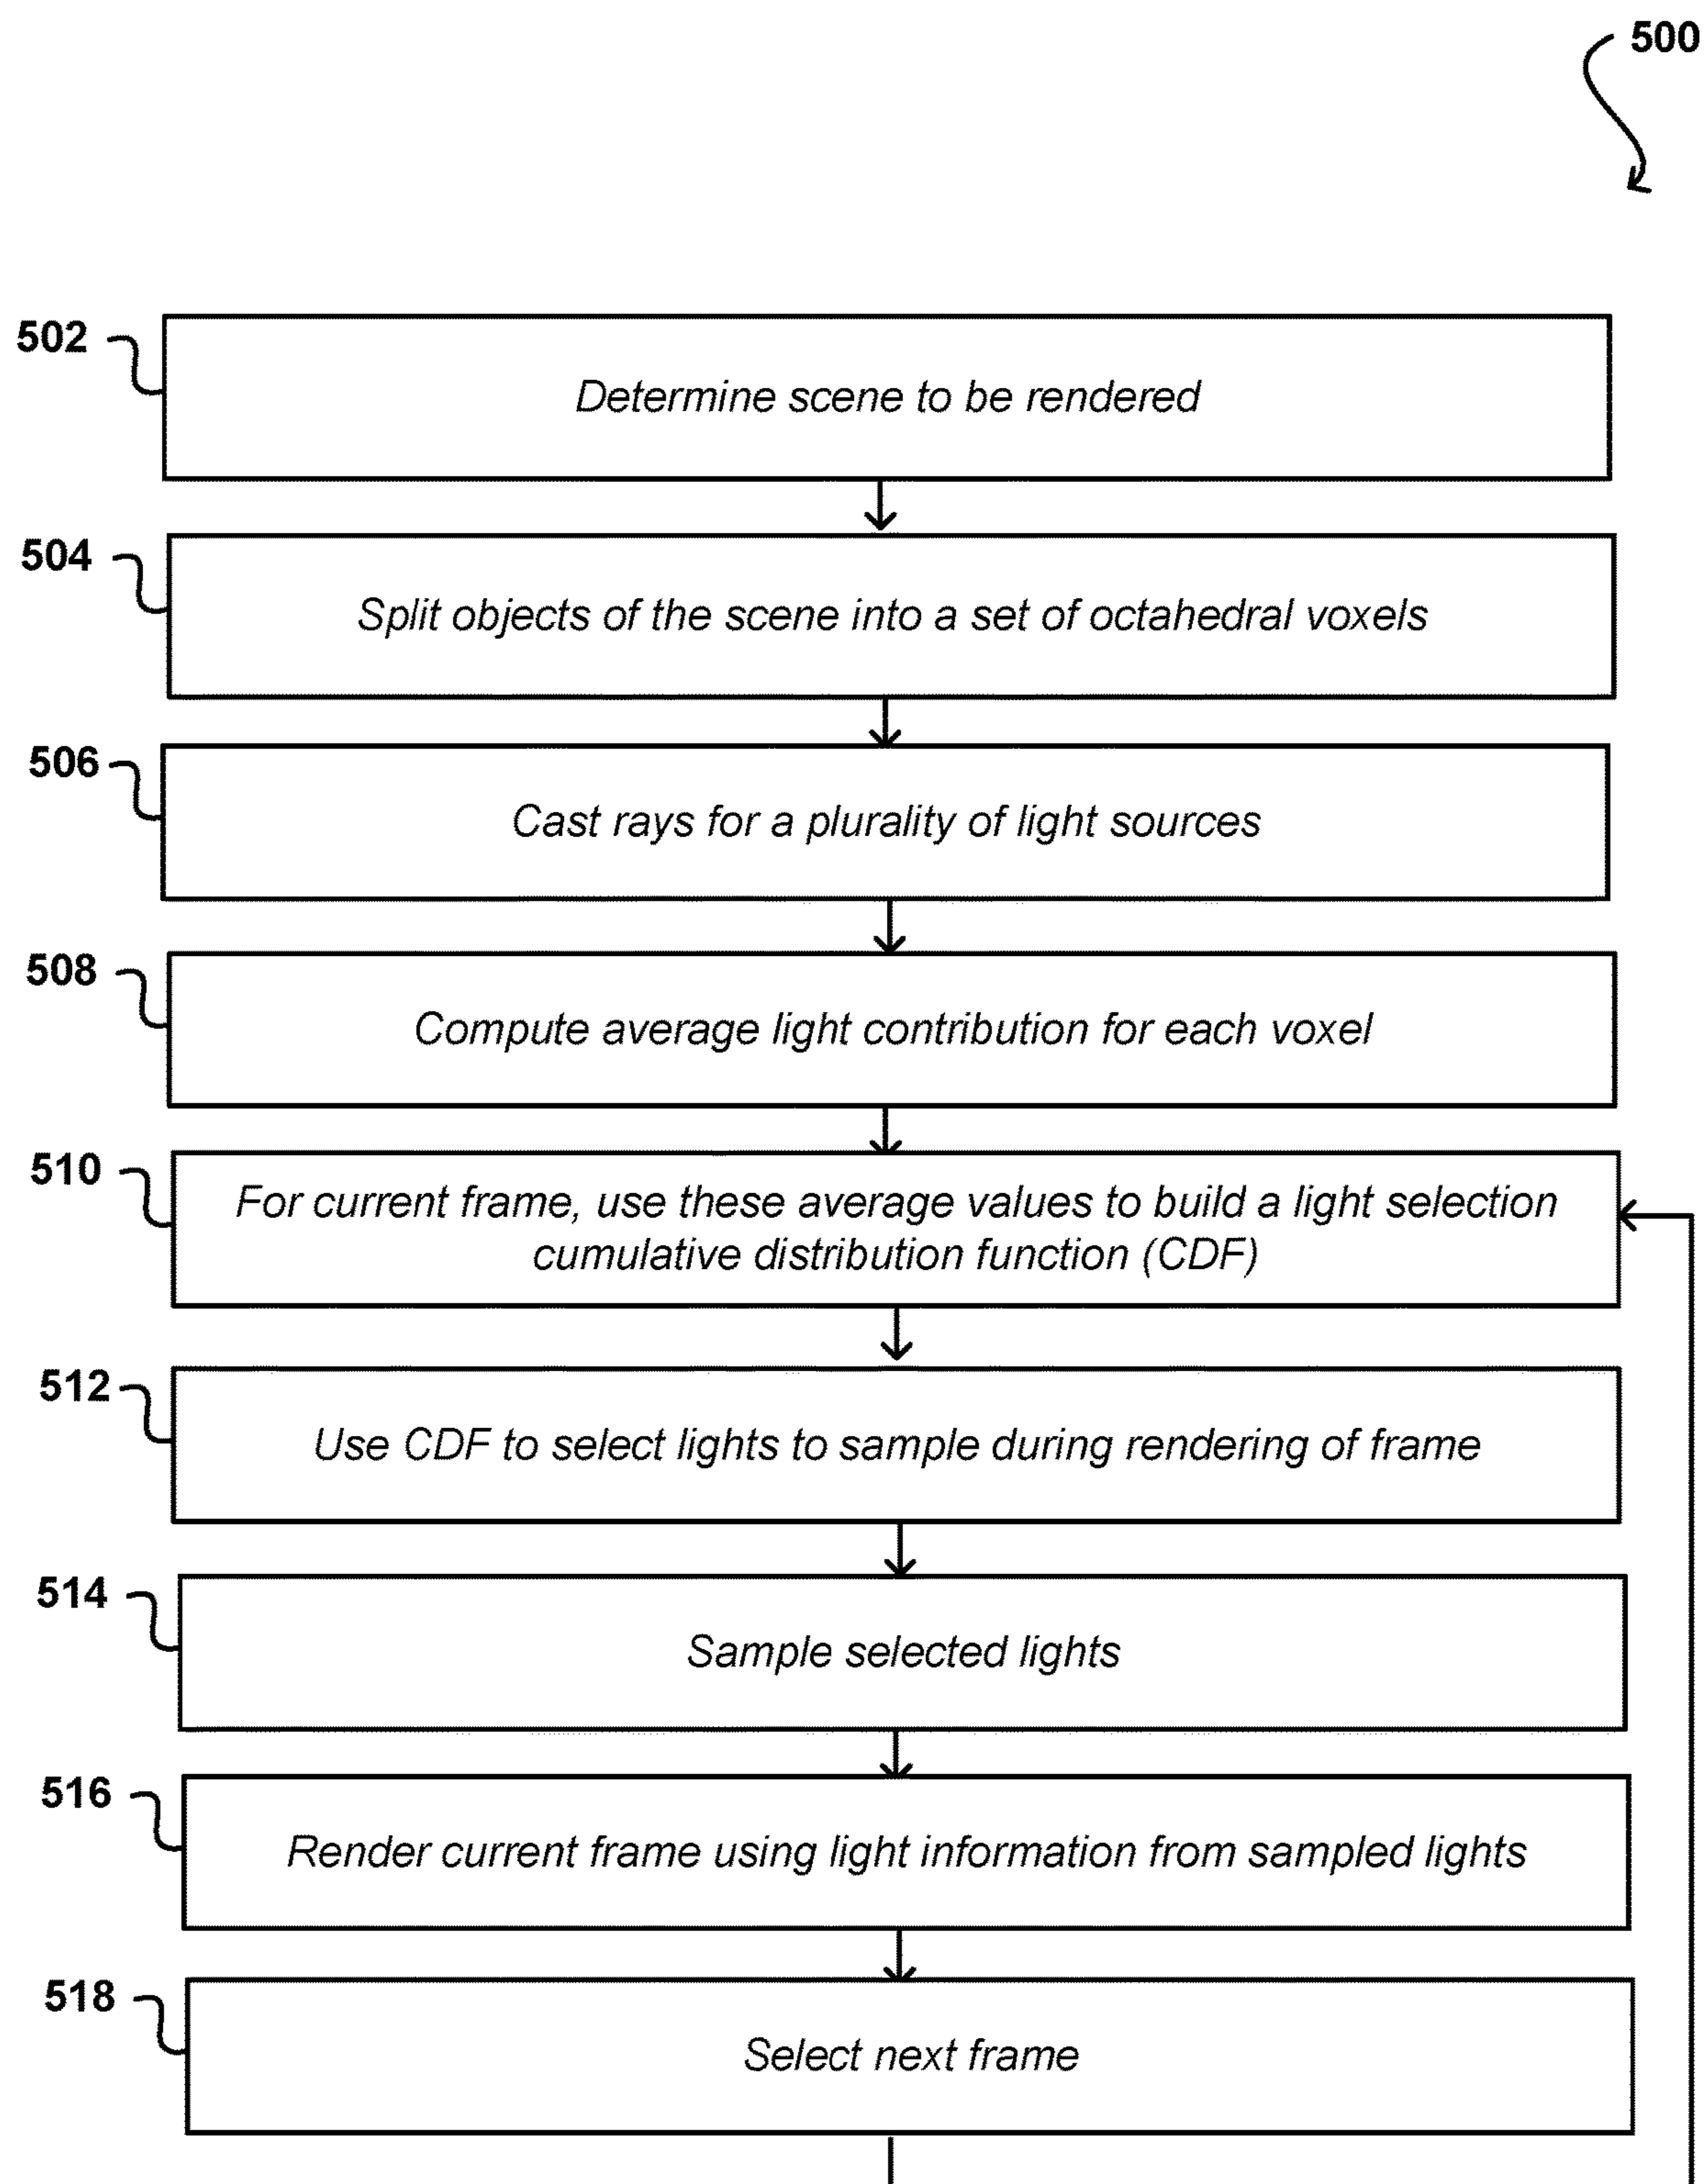 500
502
Determine scene to be rendered
504
Split objects of the scene into a set of octahedral voxels
506
Cast rays for a plurality of light sources
508
Compute average light contribution for each voxel
510
For current frame, use these average values to build a light selection
cumulative distribution function (CDF)
512
Use CDF to select lights to sample during rendering of frame
514
Sample selected lights
516
Render current frame using light information from sampled lights
518
Select next frame